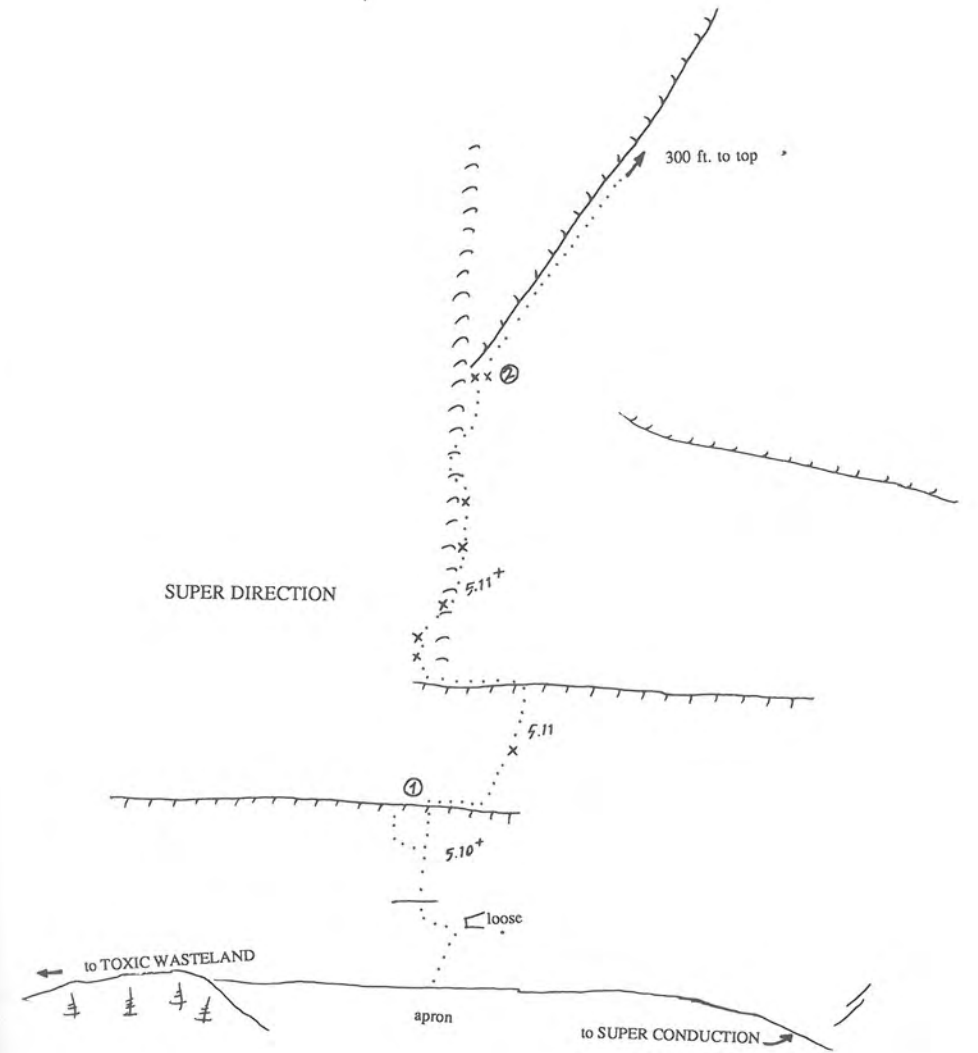 300 ft. to top
2
5.11+
SUPER DIRECTION
5.11
1
5.10+
loose
to TOXIC WASTELAND
apron
to SUPER CONDUCTION